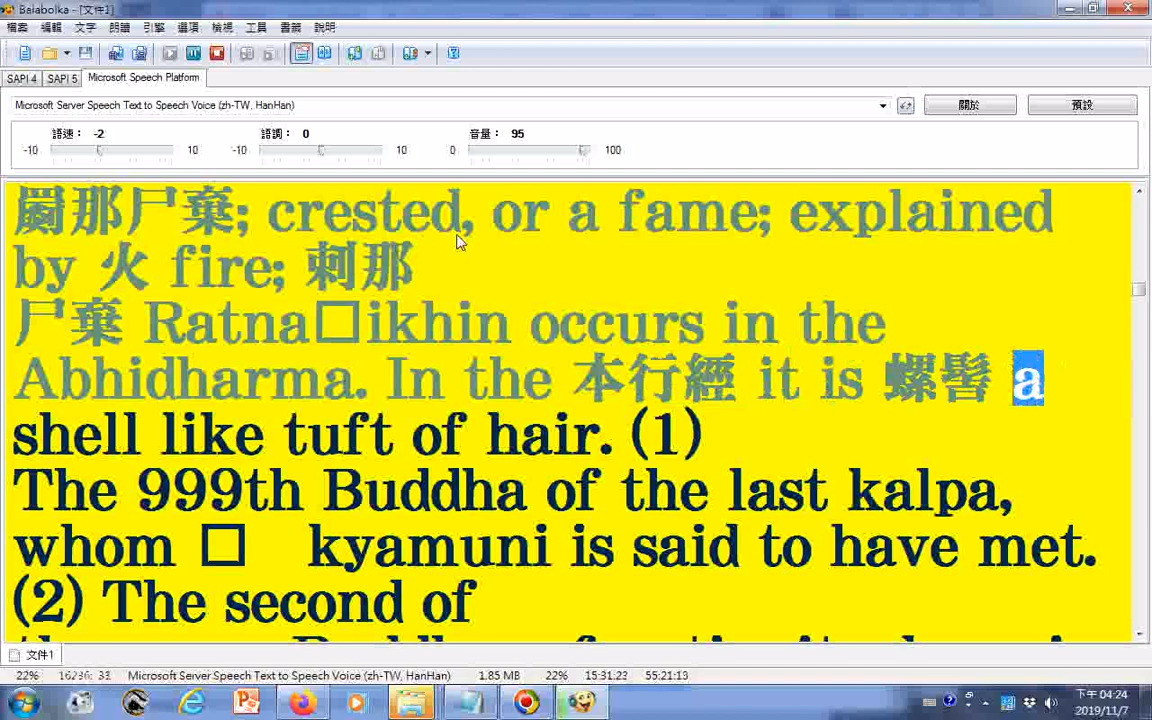 Balabolka - [文件1]
檔案 編輯 文字 朗讀 引擎 選項 檢視 工具 書籤 說明
SAPI 4 SAPI 5 Microsoft Speech Platform
Microsoft Server Speech Text to Speech Voice (zh-TW, HanHan) 關於 預設
語速： -2 語調： 0 音量： 95
-10 10 -10 10 0 100
罽那尸棄; crested, or a fame; explained
by 火 fire; 刺那
尸棄 Ratna□ikhin occurs in the
Abhidharma. In the 本行經 it is 螺髻 a
shell like tuft of hair. (1)
The 999th Buddha of the last kalpa,
whom □ kyamuni is said to have met.
(2) The second of
文件1
22% 16236: 33 Microsoft Server Speech Text to Speech Voice (zh-TW, HanHan) 1.85 MB 22% 15:31:23 55:21:13
下午 04:24
2019/11/7